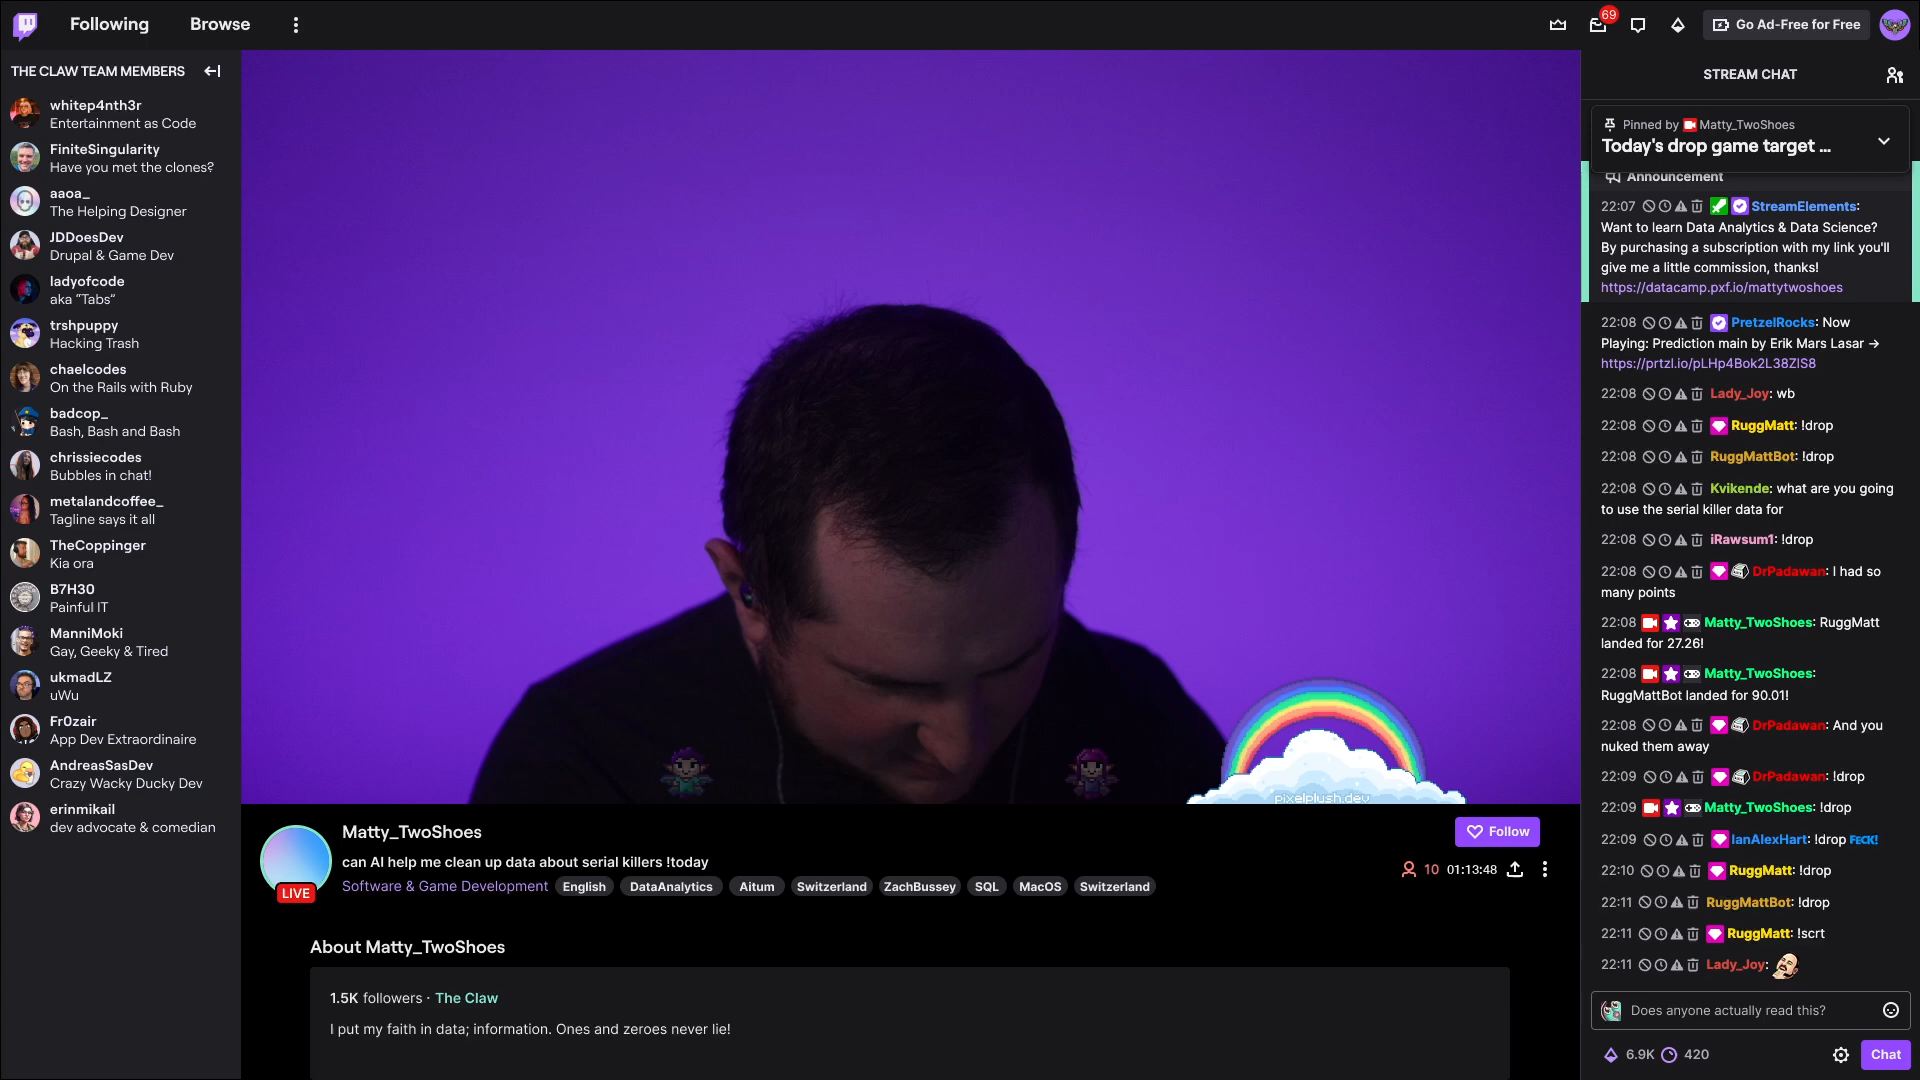 Following
Browse
69
Go Ad-Free for Free
THE CLAW TEAM MEMBERS
whitep4nth3r
Entertainment as Code
FiniteSingularity
Have you met the clones?
aaoa_
The Helping Designer
JDDoesDev
Drupal & Game Dev
ladyofcode
aka “Tabs”
trshpuppy
Hacking Trash
chaelcodes
On the Rails with Ruby
badcop_
Bash, Bash and Bash
chrissiecodes
Bubbles in chat!
metalandcoffee_
Tagline says it all
TheCoppinger
Kia ora
B7H30
Painful IT
ManniMoki
Gay, Geeky & Tired
ukmadLZ
uWu
Fr0zair
App Dev Extraordinaire
AndreasSasDev
Crazy Wacky Ducky Dev
erinmikail
dev advocate & comedian
pixelplush.dev
Matty_TwoShoes
Follow
can AI help me clean up data about serial killers !today
10 01:13:48
LIVE
Software & Game Development English DataAnalytics Aitum Switzerland ZachBussey SQL MacOS Switzerland
About Matty_TwoShoes
1.5K followers · The Claw
I put my faith in data; information. Ones and zeroes never lie!
STREAM CHAT
Pinned by Matty_TwoShoes
Today's drop game target ...
Announcement
22:07 StreamElements:
Want to learn Data Analytics & Data Science?
By purchasing a subscription with my link you'll
give me a little commission, thanks!
https://datacamp.pxf.io/mattytwoshoes
22:08 PretzelRocks: Now
Playing: Prediction main by Erik Mars Lasar ->
https://prtzl.io/pLHp4Bok2L38ZlS8
22:08 Lady_Joy: wb
22:08 RuggMatt: !drop
22:08 RuggMattBot: !drop
22:08 Kvikende: what are you going
to use the serial killer data for
22:08 iRawsum1: !drop
22:08 DrPadawan: I had so
many points
22:08 Matty_TwoShoes: RuggMatt
landed for 27.26!
22:08 Matty_TwoShoes:
RuggMattBot landed for 90.01!
22:08 DrPadawan: And you
nuked them away
22:09 DrPadawan: !drop
22:09 Matty_TwoShoes: !drop
22:09 IanAlexHart: !drop FECK!
22:10 RuggMatt: !drop
22:11 RuggMattBot: !drop
22:11 RuggMatt: !scrt
22:11 Lady_Joy:
Does anyone actually read this?
6.9K 420
Chat